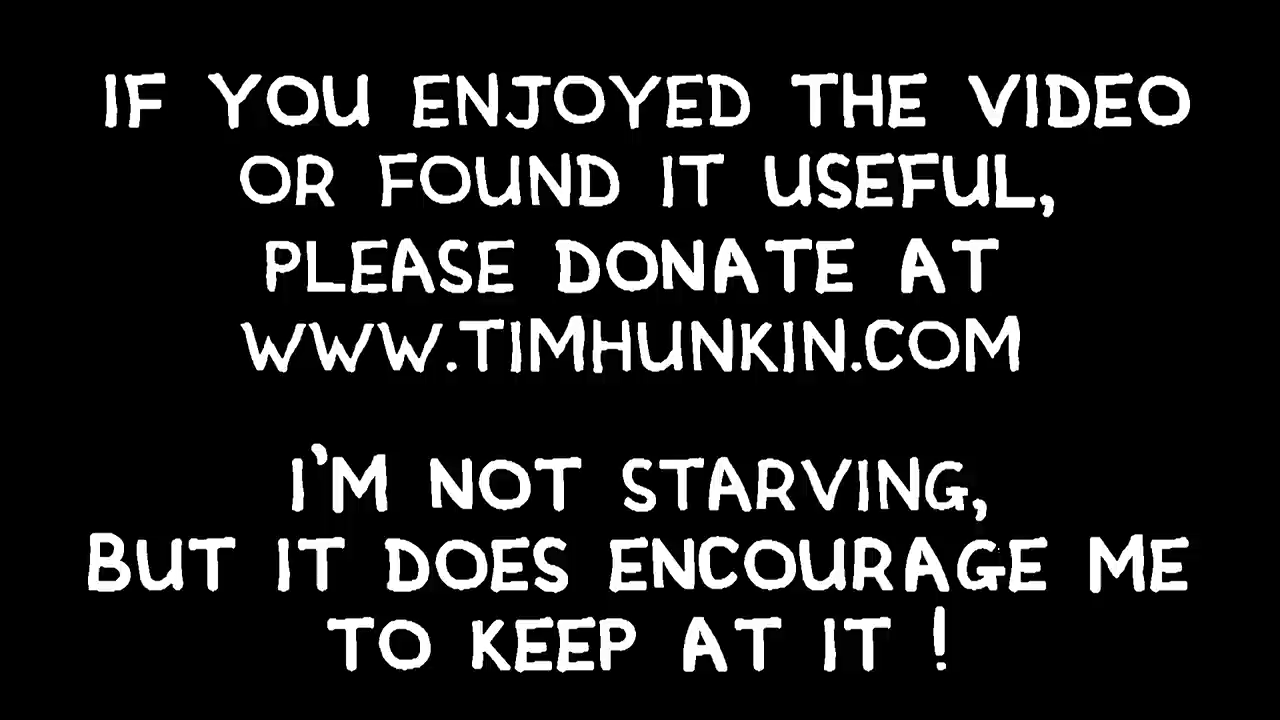 IF YOU ENJOYED THE VIDEO
OR FOUND IT USEFUL,
PLEASE DONATE AT
WWW.TIMHUNKIN.COM
I'M NOT STARVING,
BUT IT DOES ENCOURAGE ME
TO KEEP AT IT !